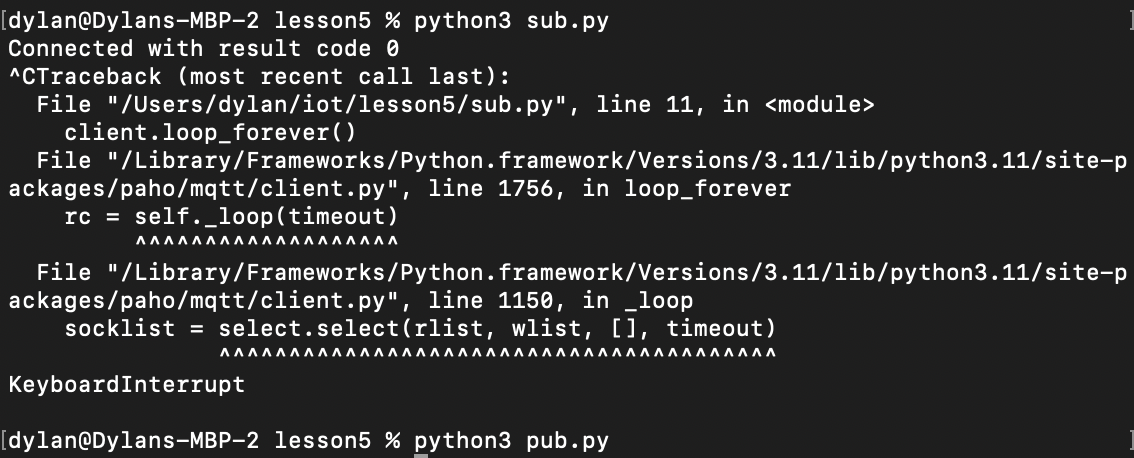 [dylan@Dylans-MBP-2 lesson5 % python3 sub.py ]
Connected with result code 0
^CTraceback (most recent call last):
  File "/Users/dylan/iot/lesson5/sub.py", line 11, in <module>
    client.loop_forever()
  File "/Library/Frameworks/Python.framework/Versions/3.11/lib/python3.11/site-p
ackages/paho/mqtt/client.py", line 1756, in loop_forever
    rc = self._loop(timeout)
         ^^^^^^^^^^^^^^^^^^^
  File "/Library/Frameworks/Python.framework/Versions/3.11/lib/python3.11/site-p
ackages/paho/mqtt/client.py", line 1150, in _loop
    socklist = select.select(rlist, wlist, [], timeout)
               ^^^^^^^^^^^^^^^^^^^^^^^^^^^^^^^^^^^^^^^^
KeyboardInterrupt

[dylan@Dylans-MBP-2 lesson5 % python3 pub.py ]